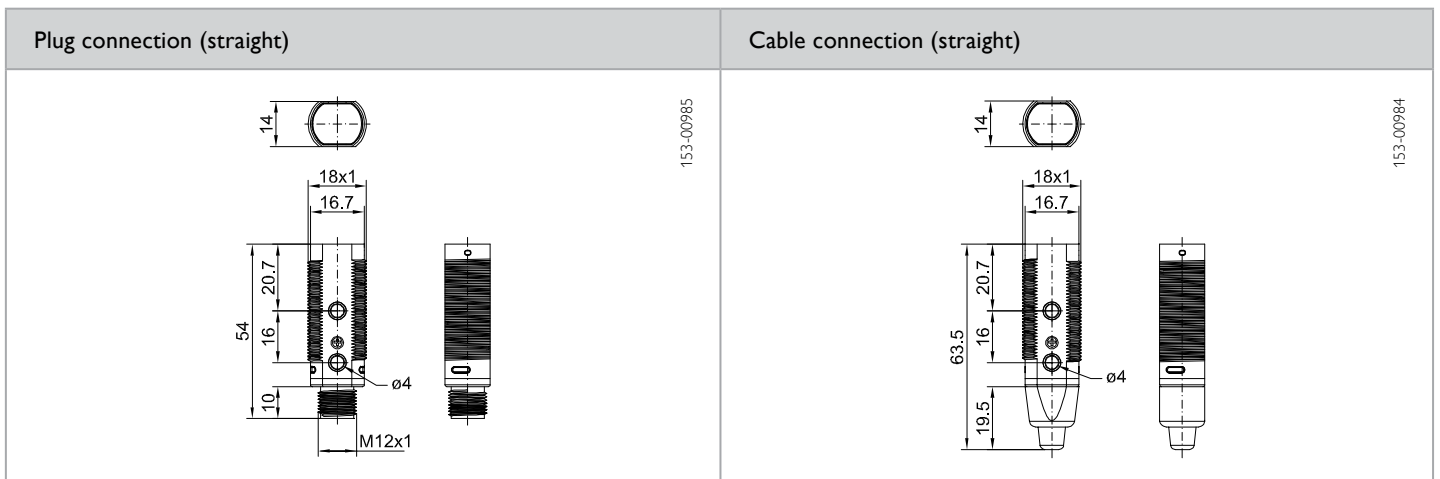 Plug connection (straight)
Cable connection (straight)
14
153-00985
18x1
16.7
20.7
54
16
ø4
10
M12x1
14
153-00984
18x1
16.7
20.7
63.5
16
ø4
19.5